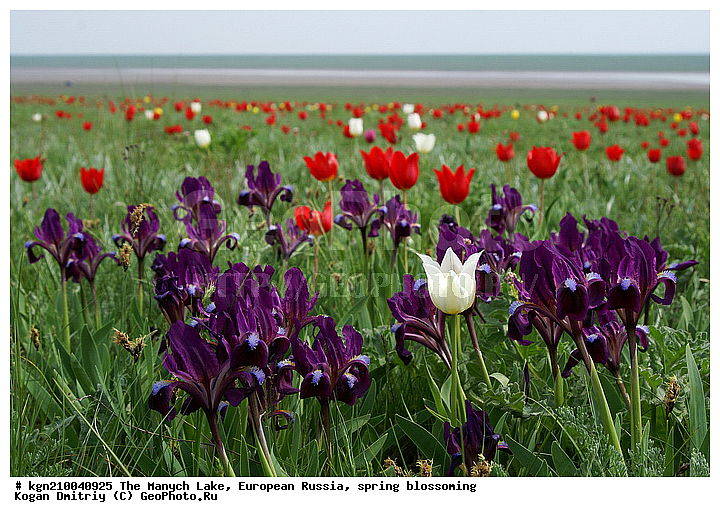 # kgn210040925 The Manych Lake, European Russia, spring blossoming
Kogan Dmitriy (C) GeoPhoto.Ru